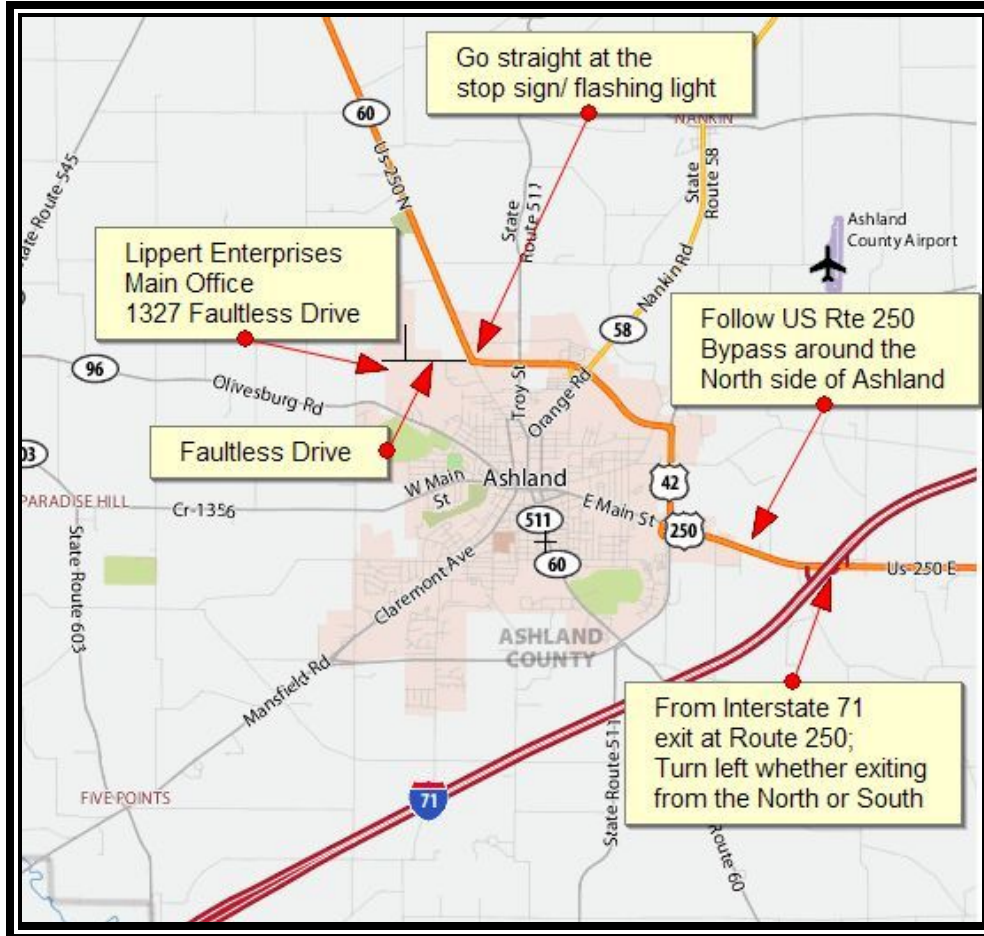 Go straight at the
stop sign/ flashing light
NANKIN
60
Us 250 N
State Route 545
State
Route 511
State
Route 58
Ashland
County Airport
Lippert Enterprises
Main Office
1327 Faultless Drive
Nankin Rd
58
Follow US Rte 250
Bypass around the
North side of Ashland
96
Olivesburg Rd
Troy St
Orange Rd
Faultless Drive
03
W Main
St
Ashland
42
PARADISE HILL
Cr-1356
511
E Main St
250
60
Us 250 E
State Route 603
Claremont Ave
ASHLAND
COUNTY
Mansfield Rd
From Interstate 71
exit at Route 250;
Turn left whether exiting
from the North or South
FIVE POINTS
71
State Route 511
Route 60